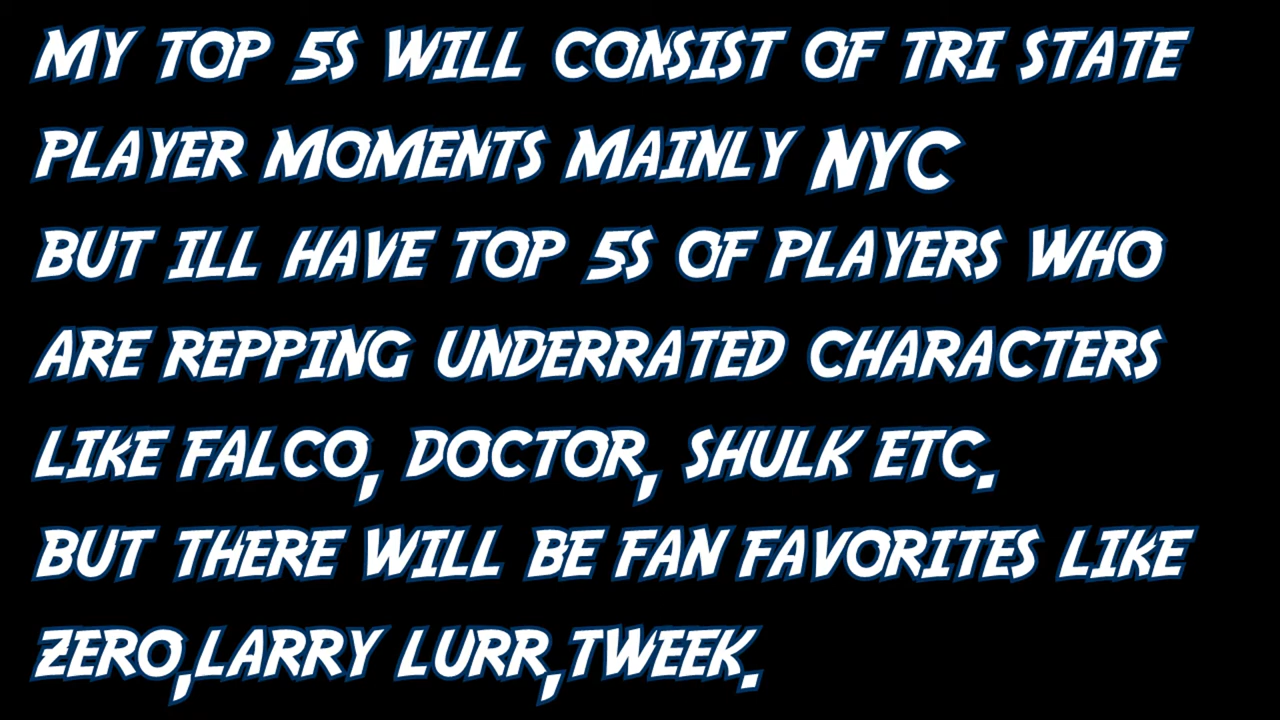 MY TOP 5S WILL CONSIST OF TRI STATE
PLAYER MOMENTS MAINLY NYC
BUT ILL HAVE TOP 5S OF PLAYERS WHO
ARE REPPING UNDERRATED CHARACTERS
LIKE FALCO, DOCTOR, SHULK ETC.
BUT THERE WILL BE FAN FAVORITES LIKE
ZERO,LARRY LURR,TWEEK.